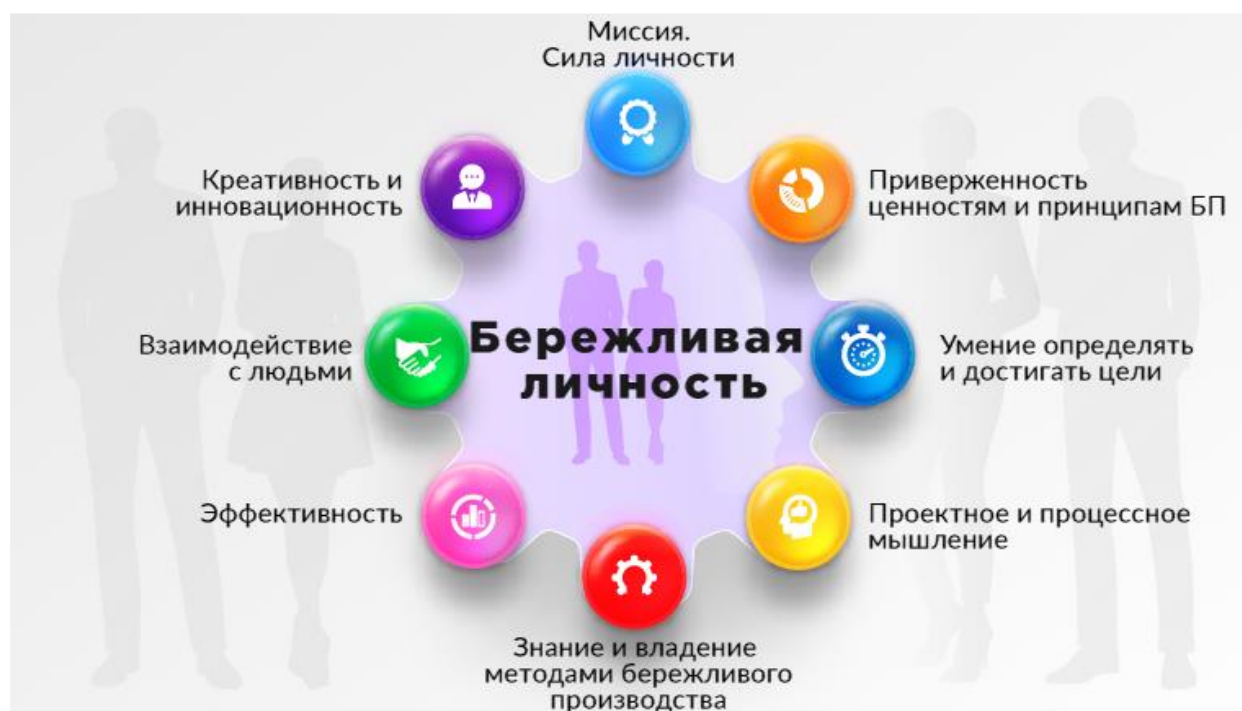 Миссия.
Сила личности
Креативность и
инновационность
Приверженность
ценностям и принципам БП
Взаимодействие
с людьми
Бережливая
личность
Умение определять
и достигать цели
Эффективность
Проектное и процессное
мышление
Знание и владение
методами бережливого
производства